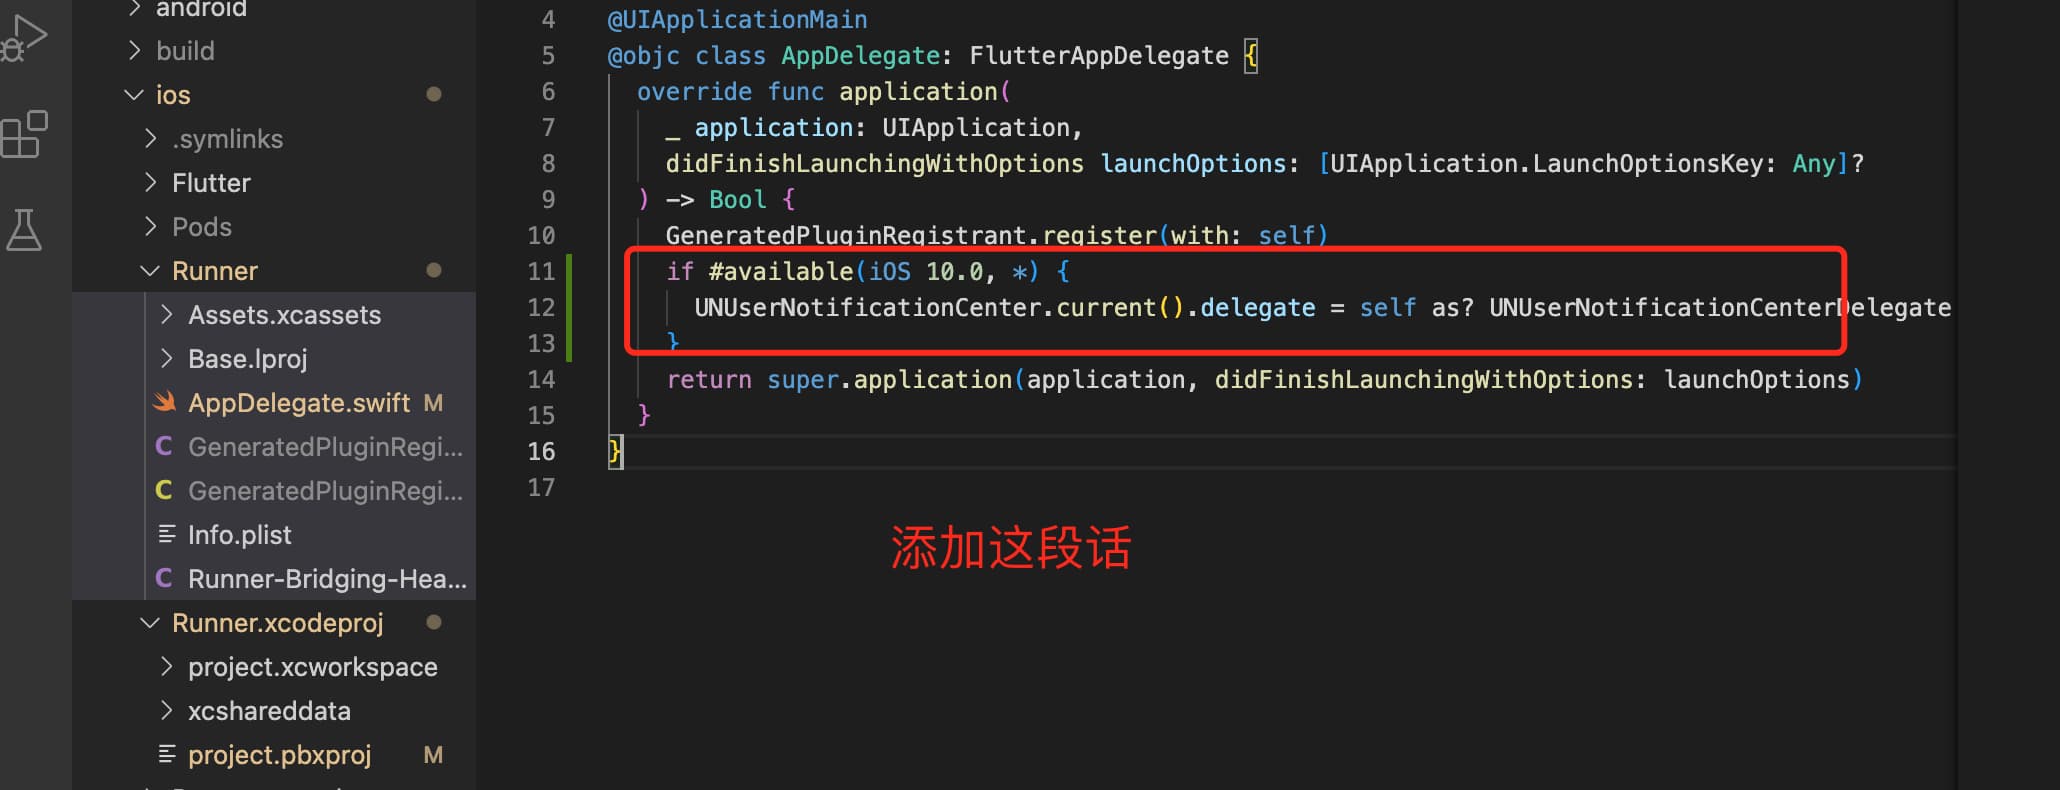 android
build
ios
.symlinks
Flutter
Pods
Runner
Assets.xcassets
Base.lproj
AppDelegate.swift M
C GeneratedPluginRegi...
C GeneratedPluginRegi...
Info.plist
C Runner-Bridging-Hea...
Runner.xcodeproj
project.xcworkspace
xcshareddata
project.pbxproj M
4 @UIApplicationMain
5 @objc class AppDelegate: FlutterAppDelegate {
6 override func application(
7 _ application: UIApplication,
8 didFinishLaunchingWithOptions launchOptions: [UIApplication.LaunchOptionsKey: Any]?
9 ) -> Bool {
10 GeneratedPluginRegistrant.register(with: self)
11 if #available(iOS 10.0, *) {
12 UNUserNotificationCenter.current().delegate = self as? UNUserNotificationCenterDelegate
13 }
14 return super.application(application, didFinishLaunchingWithOptions: launchOptions)
15 }
16 }
17
添加这段话